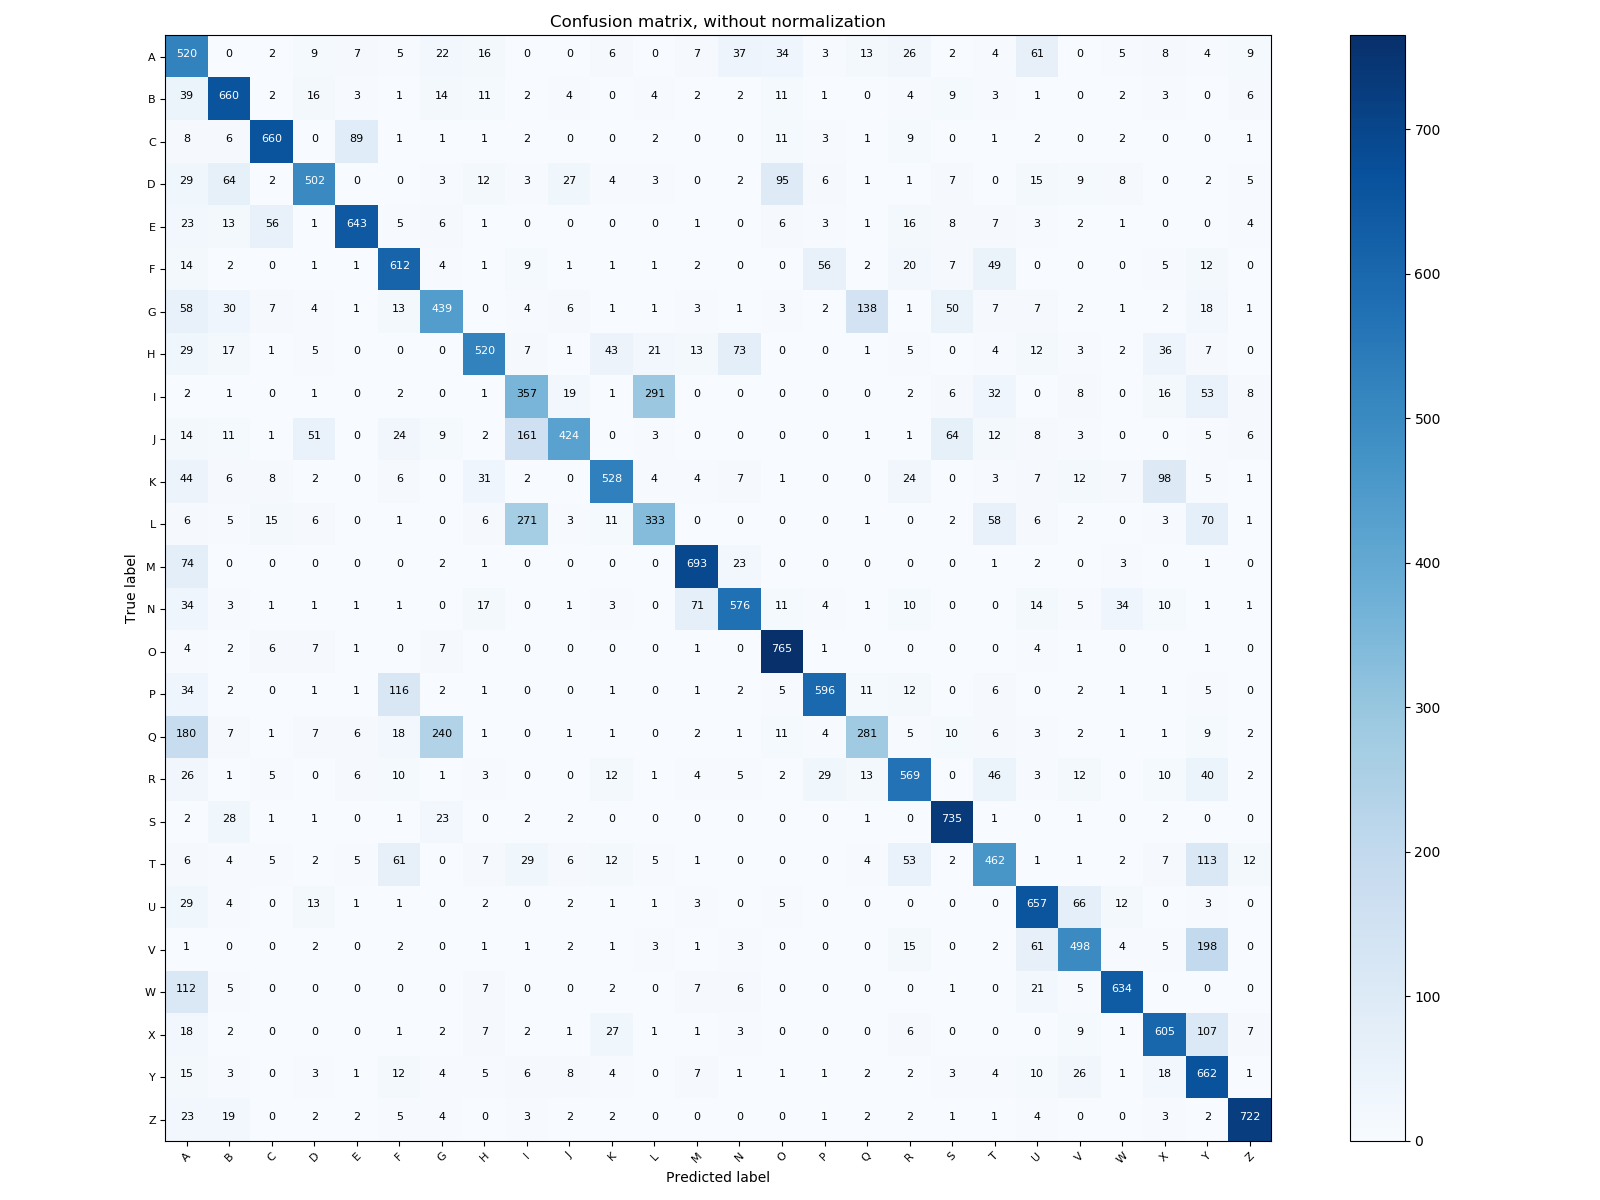 Confusion matrix, without normalization
A 520 0 2 9 7 5 22 16 0 0 6 0 7 37 34 3 13 26 2 4 61 0 5 8 4 9
B 39 660 2 16 3 1 14 11 2 4 0 4 2 2 11 1 0 4 9 3 1 0 2 3 0 6
C 8 6 660 0 89 1 1 1 2 0 0 2 0 0 11 3 1 9 0 1 2 0 2 0 0 1
D 29 64 2 502 0 0 3 12 3 27 4 3 0 2 95 6 1 1 7 0 15 9 8 0 2 5
E 23 13 56 1 643 5 6 1 0 0 0 0 1 0 6 3 1 16 8 7 3 2 1 0 0 4
F 14 2 0 1 1 612 4 1 9 1 1 1 2 0 0 56 2 20 7 49 0 0 0 5 12 0
G 58 30 7 4 1 13 439 0 4 6 1 1 3 1 3 2 138 1 50 7 7 2 1 2 18 1
H 29 17 1 5 0 0 0 520 7 1 43 21 13 73 0 0 1 5 0 4 12 3 2 36 7 0
I 2 1 0 1 0 2 0 1 357 19 1 291 0 0 0 0 0 2 6 32 0 8 0 16 53 8
J 14 11 1 51 0 24 9 2 161 424 0 3 0 0 0 0 1 1 64 12 8 3 0 0 5 6
K 44 6 8 2 0 6 0 31 2 0 528 4 4 7 1 0 0 24 0 3 7 12 7 98 5 1
L 6 5 15 6 0 1 0 6 271 3 11 333 0 0 0 0 1 0 2 58 6 2 0 3 70 1
M 74 0 0 0 0 0 2 1 0 0 0 0 693 23 0 0 0 0 0 1 2 0 3 0 1 0
N 34 3 1 1 1 1 0 17 0 1 3 0 71 576 11 4 1 10 0 0 14 5 34 10 1 1
O 4 2 6 7 1 0 7 0 0 0 0 0 1 0 765 1 0 0 0 0 4 1 0 0 1 0
P 34 2 0 1 1 116 2 1 0 0 1 0 1 2 5 596 11 12 0 6 0 2 1 1 5 0
Q 180 7 1 7 6 18 240 1 0 1 1 0 2 1 11 4 281 5 10 6 3 2 1 1 9 2
R 26 1 5 0 6 10 1 3 0 0 12 1 4 5 2 29 13 569 0 46 3 12 0 10 40 2
S 2 28 1 1 0 1 23 0 2 2 0 0 0 0 0 0 1 0 735 1 0 1 0 2 0 0
T 6 4 5 2 5 61 0 7 29 6 12 5 1 0 0 0 4 53 2 462 1 1 2 7 113 12
U 29 4 0 13 1 1 0 2 0 2 1 1 3 0 5 0 0 0 0 0 657 66 12 0 3 0
V 1 0 0 2 0 2 0 1 1 2 1 3 1 3 0 0 0 15 0 2 61 498 4 5 198 0
W 112 5 0 0 0 0 0 7 0 0 2 0 7 6 0 0 0 0 1 0 21 5 634 0 0 0
X 18 2 0 0 0 1 2 7 2 1 27 1 1 3 0 0 0 6 0 0 0 9 1 605 107 7
Y 15 3 0 3 1 12 4 5 6 8 4 0 7 1 1 1 2 2 3 4 10 26 1 18 662 1
Z 23 19 0 2 2 5 4 0 3 2 2 0 0 0 0 1 2 2 1 1 4 0 0 3 2 722
A B C D E F G H I J K L M N O P Q R S T U V W X Y Z
True label
Predicted label
700
600
500
400
300
200
100
0